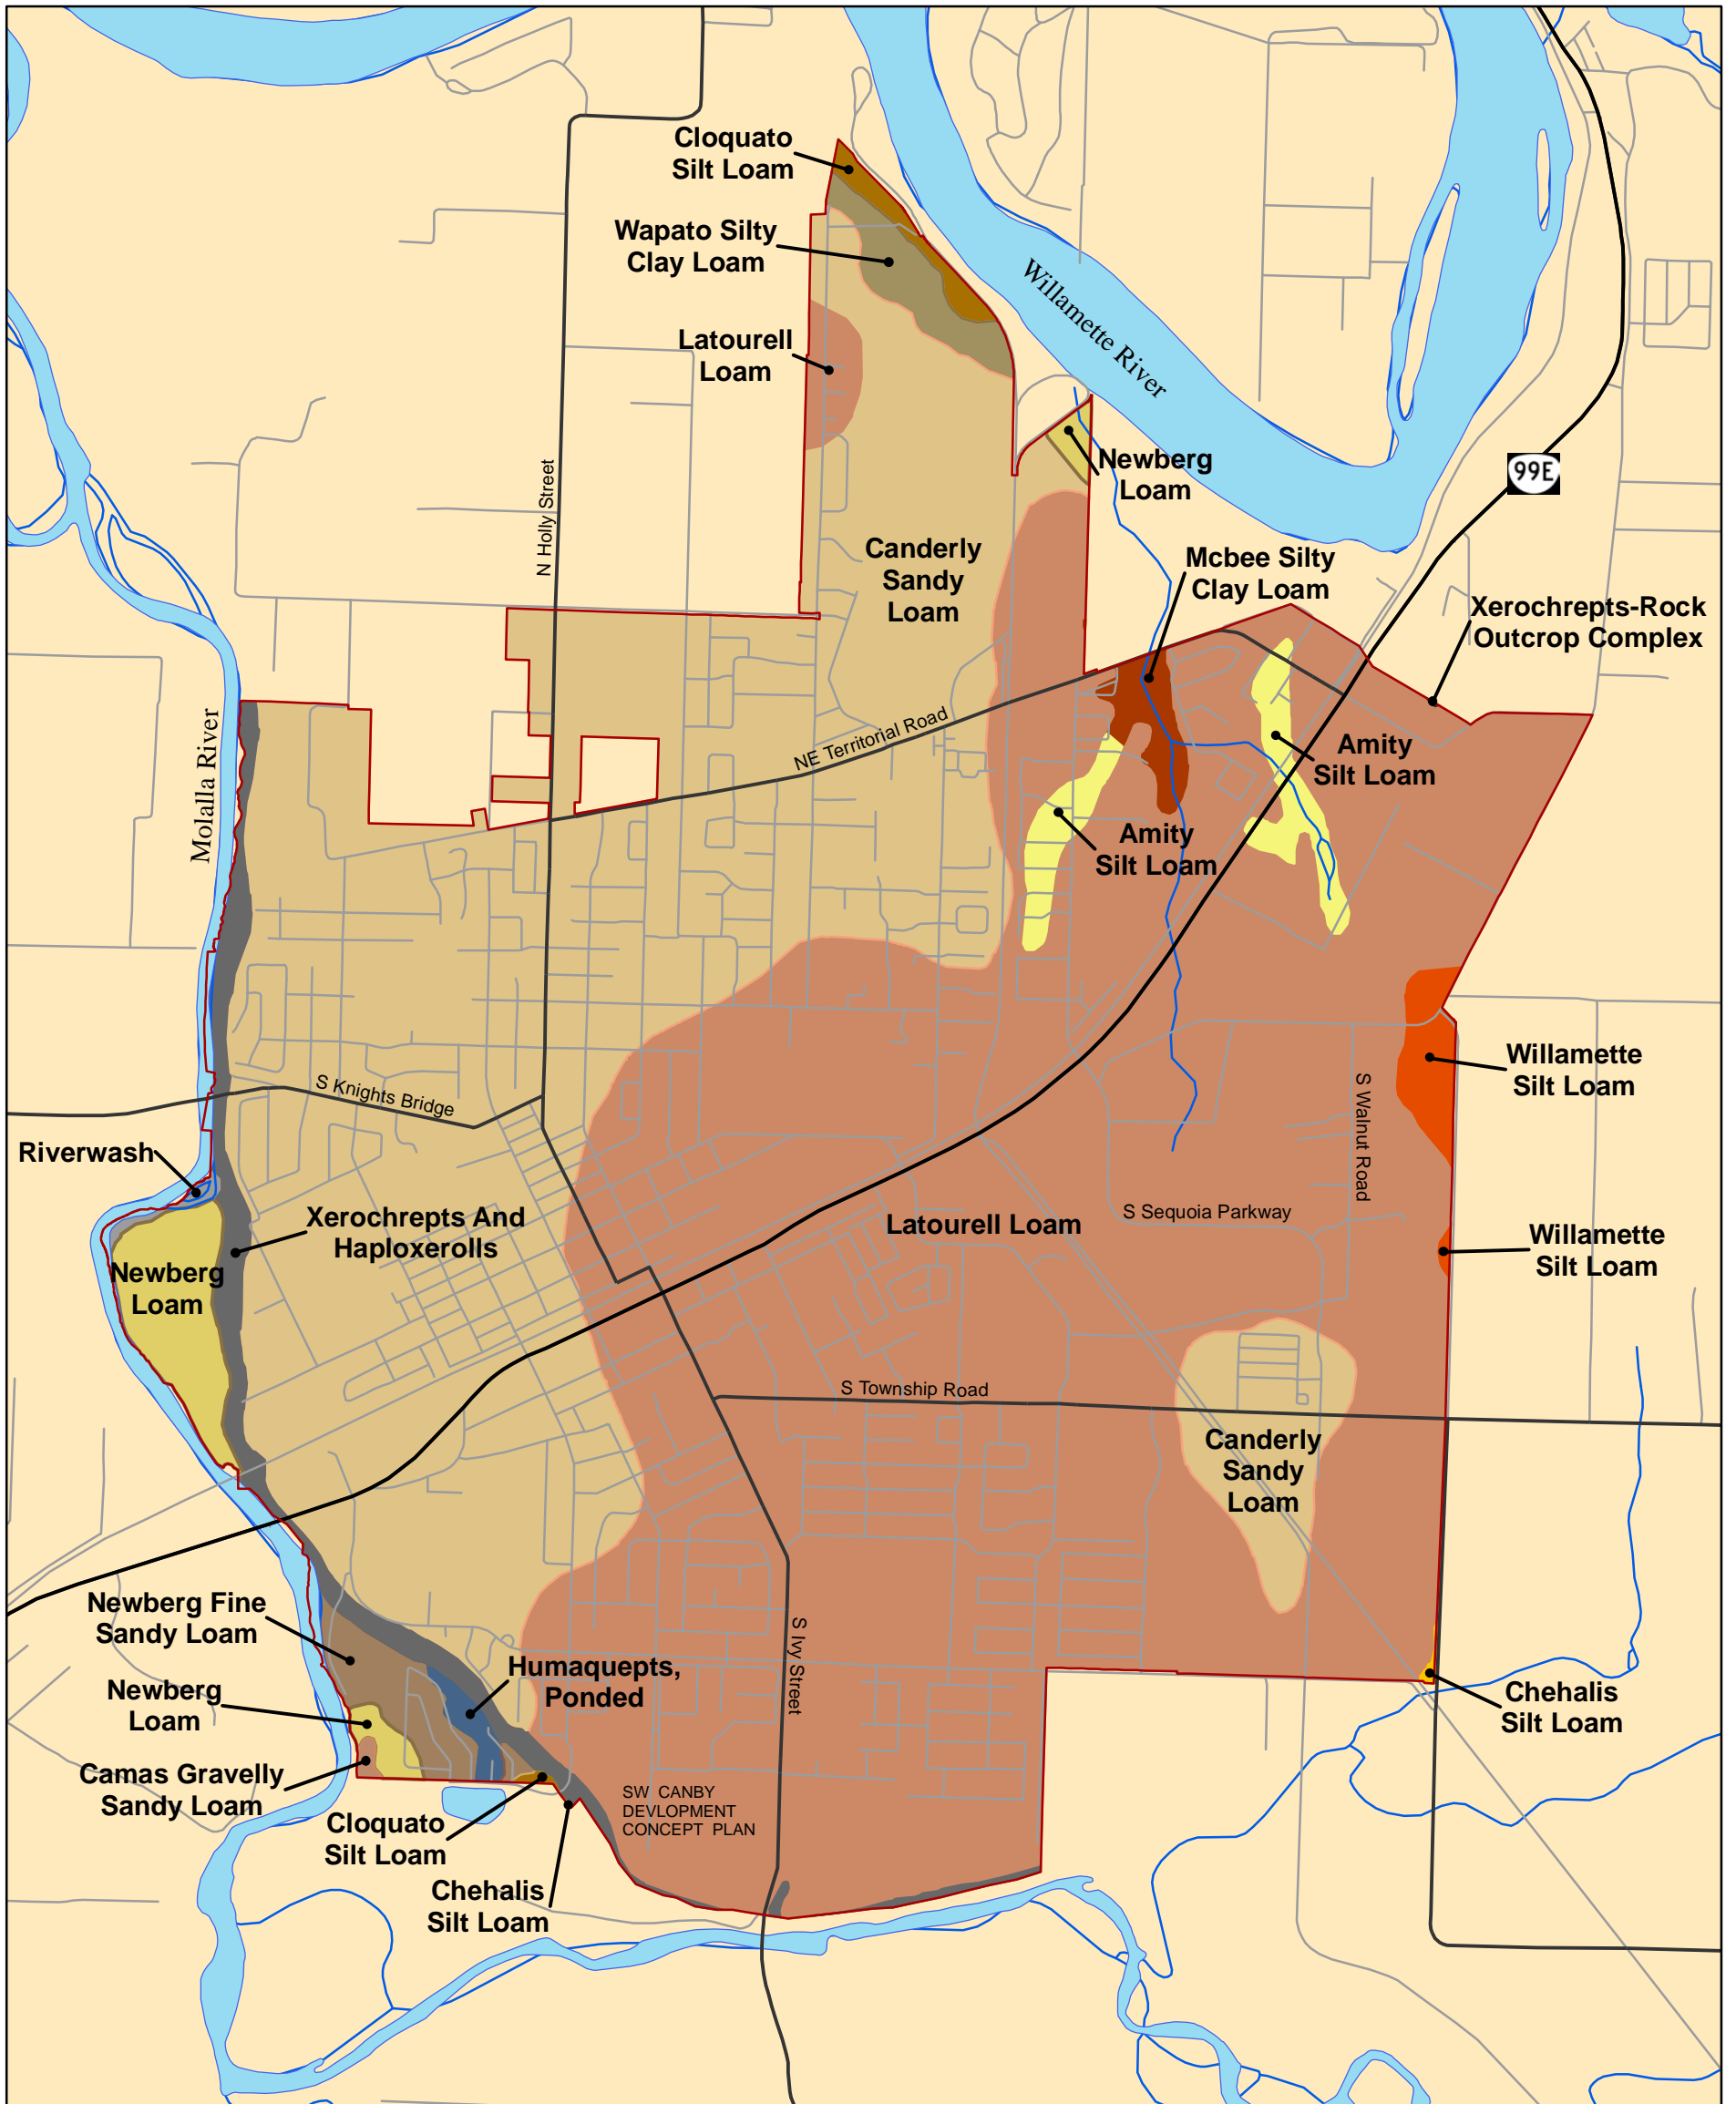 Cloquato
Silt Loam
Wapato Silty
Clay Loam
Willamette River
Latourell
Loam
Newberg
Loam
99E
N Holly Street
Canderly
Sandy
Loam
Mcbee Silty
Clay Loam
Xerochrepts-Rock
Outcrop Complex
Molalla River
NE Territorial Road
Amity
Silt Loam
Amity
Silt Loam
Willamette
Silt Loam
S Knights Bridge
S Walnut Road
Riverwash
Xerochrepts And
Haploxerolls
Latourell Loam
S Sequoia Parkway
Willamette
Silt Loam
Newberg
Loam
S Township Road
Canderly
Sandy
Loam
Newberg Fine
Sandy Loam
S Ivy Street
Humaquepts,
Ponded
Newberg
Loam
Chehalis
Silt Loam
Camas Gravelly
Sandy Loam
SW CANBY
DEVLOPMENT
CONCEPT PLAN
Cloquato
Silt Loam
Chehalis
Silt Loam